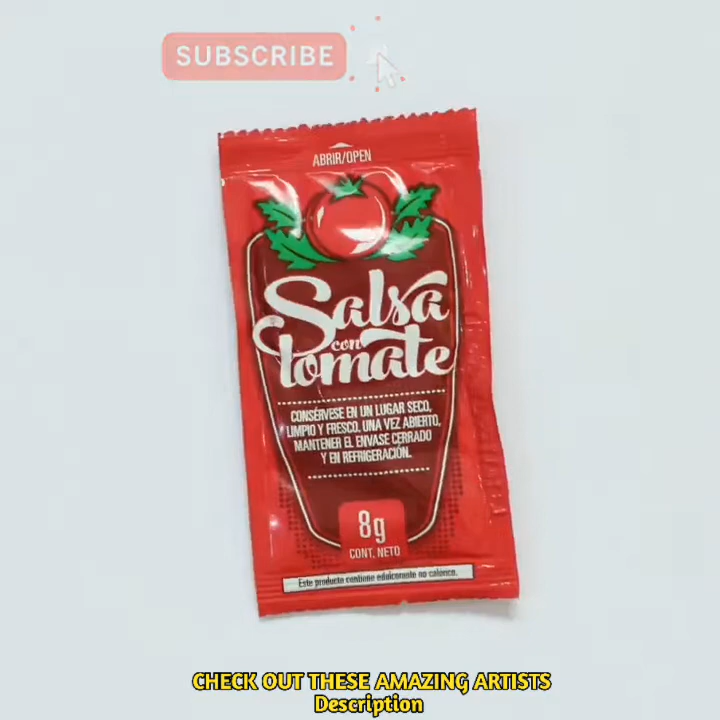 SUBSCRIBE
ABRIR/OPEN
Salsa
con
tomate
CONSÉRVESE EN UN LUGAR SECO,
LIMPIO Y FRESCO. UNA VEZ ABIERTO,
MANTENER EL ENVASE CERRADO
Y EN REFRIGERACIÓN.
8g
CONT. NETO
Este producto contiene edulcorante no calórico.
CHECK OUT THESE AMAZING ARTISTS
Description